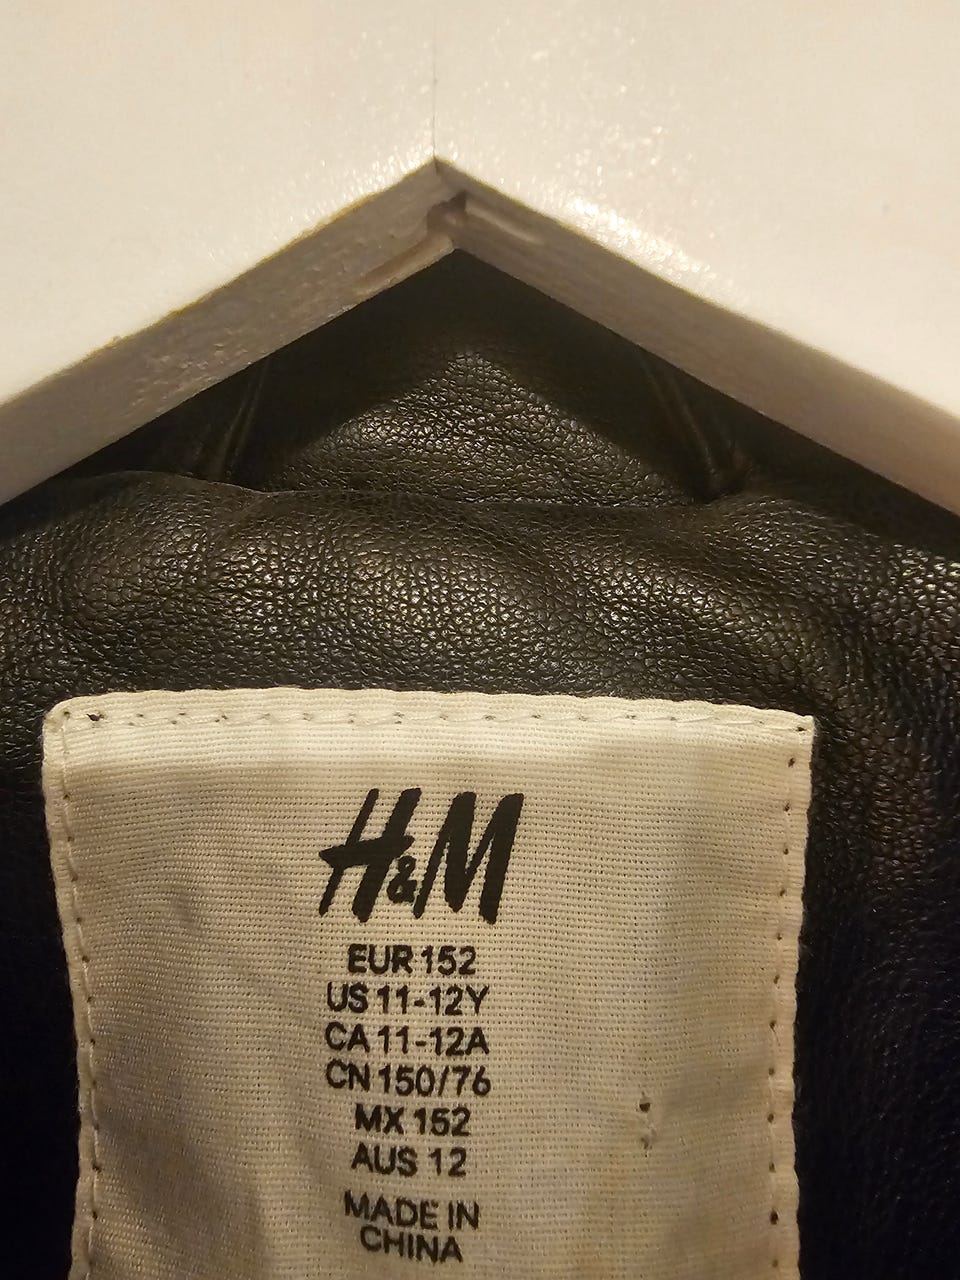 H&M
EUR 152
US 11-12Y
CA 11-12A
CN 150/76
MX 152
AUS 12
MADE IN
CHINA